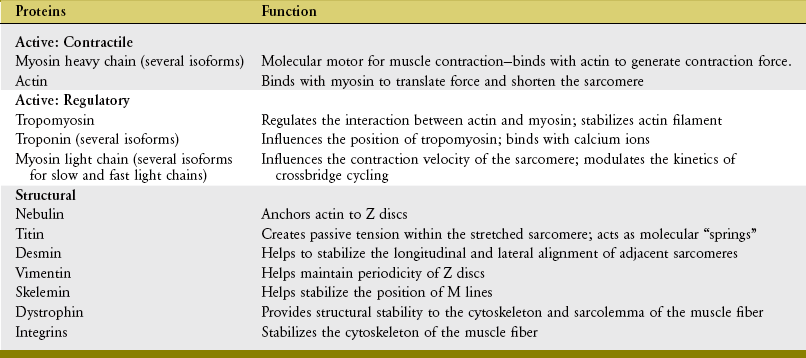 Proteins Function
Active: Contractile
Myosin heavy chain (several isoforms) Molecular motor for muscle contraction—binds with actin to generate contraction force.
Actin Binds with myosin to translate force and shorten the sarcomere
Active: Regulatory
Tropomyosin Regulates the interaction between actin and myosin; stabilizes actin filament
Troponin (several isoforms) Influences the position of tropomyosin; binds with calcium ions
Myosin light chain (several isoforms Influences the contraction velocity of the sarcomere; modulates the kinetics of
for slow and fast light chains) crossbridge cycling
Structural
Nebulin Anchors actin to Z discs
Titin Creates passive tension within the stretched sarcomere; acts as molecular “springs”
Desmin Helps to stabilize the longitudinal and lateral alignment of adjacent sarcomeres
Vimentin Helps maintain periodicity of Z discs
Skelemin Helps stabilize the position of M lines
Dystrophin Provides structural stability to the cytoskeleton and sarcolemma of the muscle fiber
Integrins Stabilizes the cytoskeleton of the muscle fiber